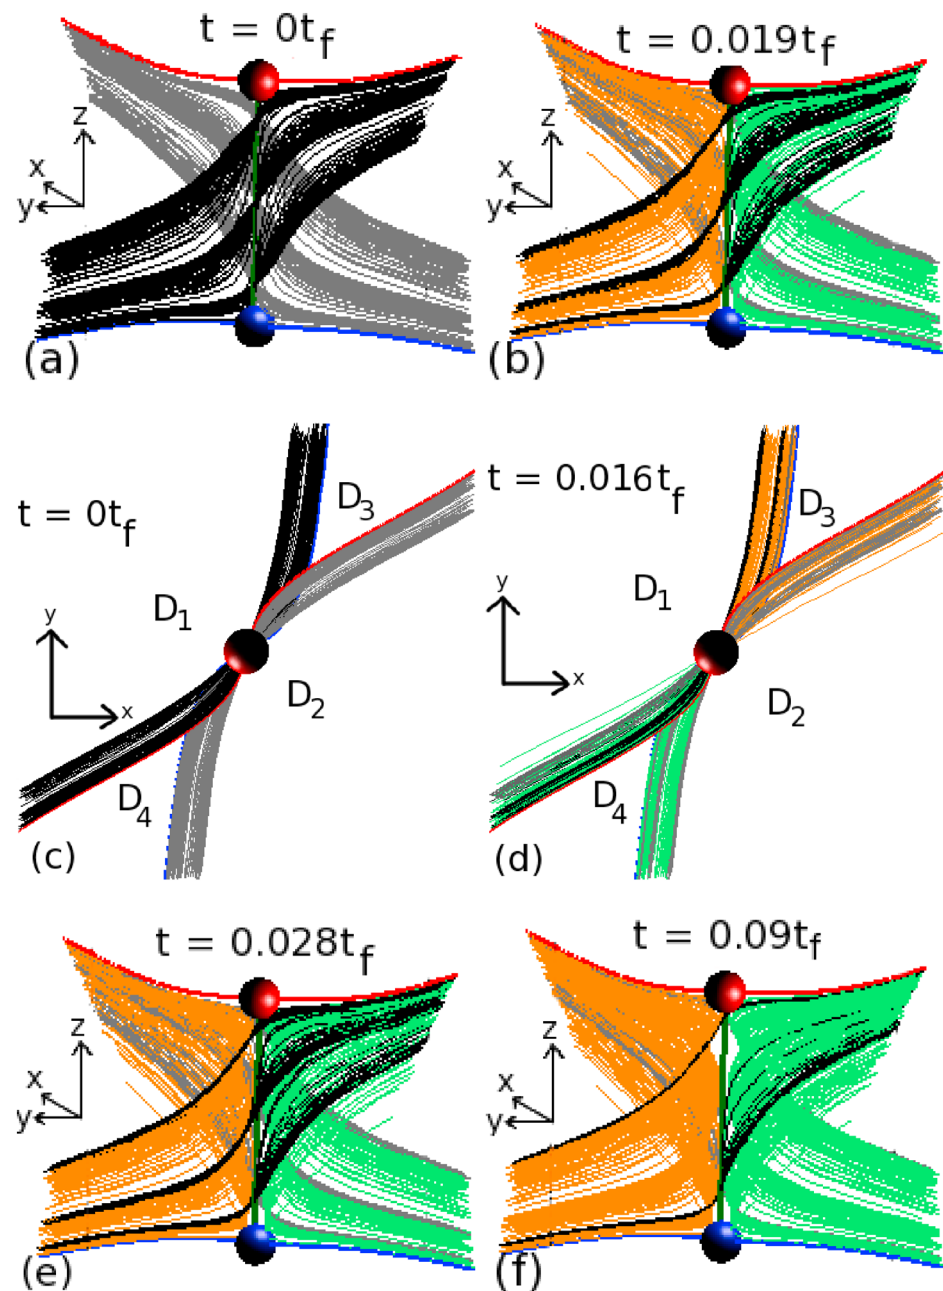 t = 0t_f
t = 0.019t_f
z
x
y
z
x
y
(a)
(b)
t = 0t_f
D_3
D_1
y
x
D_2
D_4
(c)
t = 0.016t_f
D_3
D_1
y
x
D_2
D_4
(d)
t = 0.028t_f
t = 0.09t_f
z
x
y
z
x
y
(e)
(f)